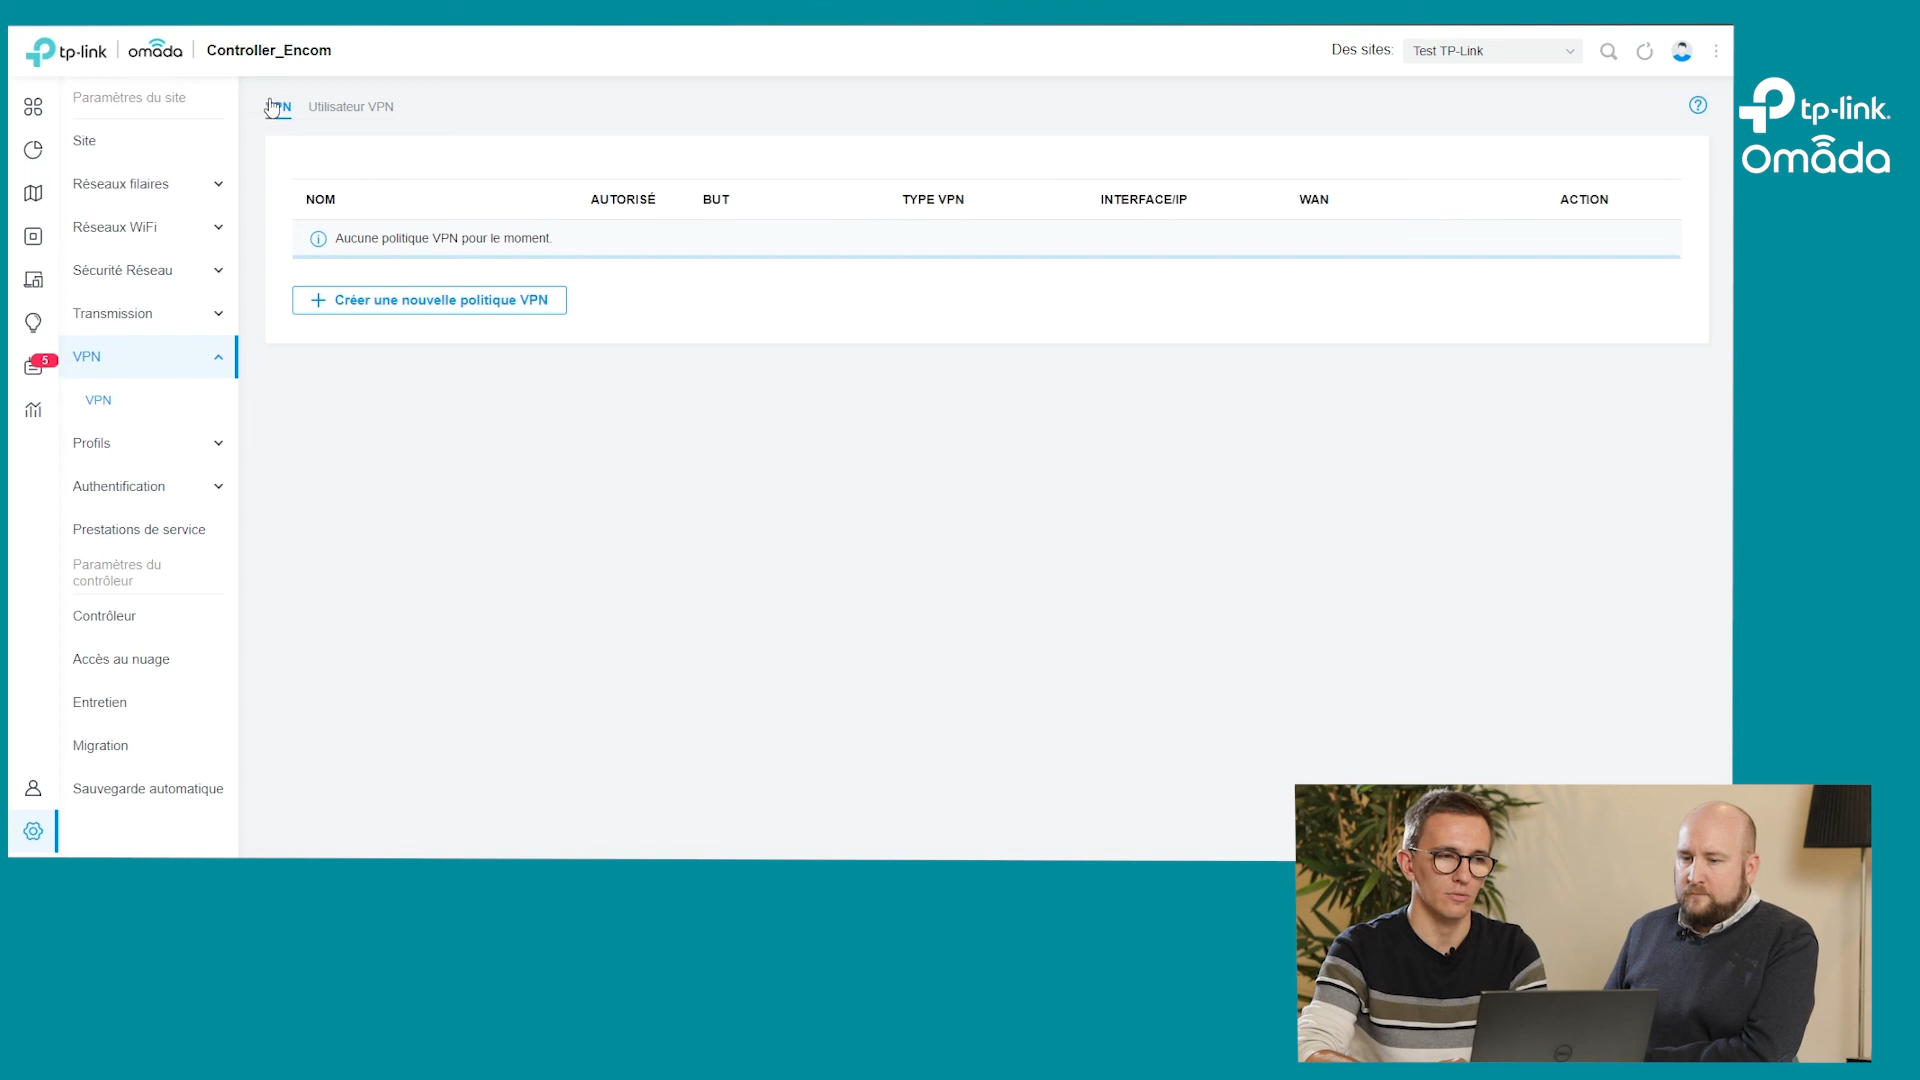 tp-link | omada | Controller_Encom
Des sites: Test TP-Link
tp-link
omada
Paramètres du site
Site
Réseaux filaires
Réseaux WiFi
Sécurité Réseau
Transmission
VPN
VPN
5
Profils
Authentification
Prestations de service
Paramètres du
contrôleur
Contrôleur
Accès au nuage
Entretien
Migration
Sauvegarde automatique
VPN Utilisateur VPN
NOM AUTORISÉ BUT TYPE VPN INTERFACE/IP WAN ACTION
Aucune politique VPN pour le moment.
+ Créer une nouvelle politique VPN
DELL